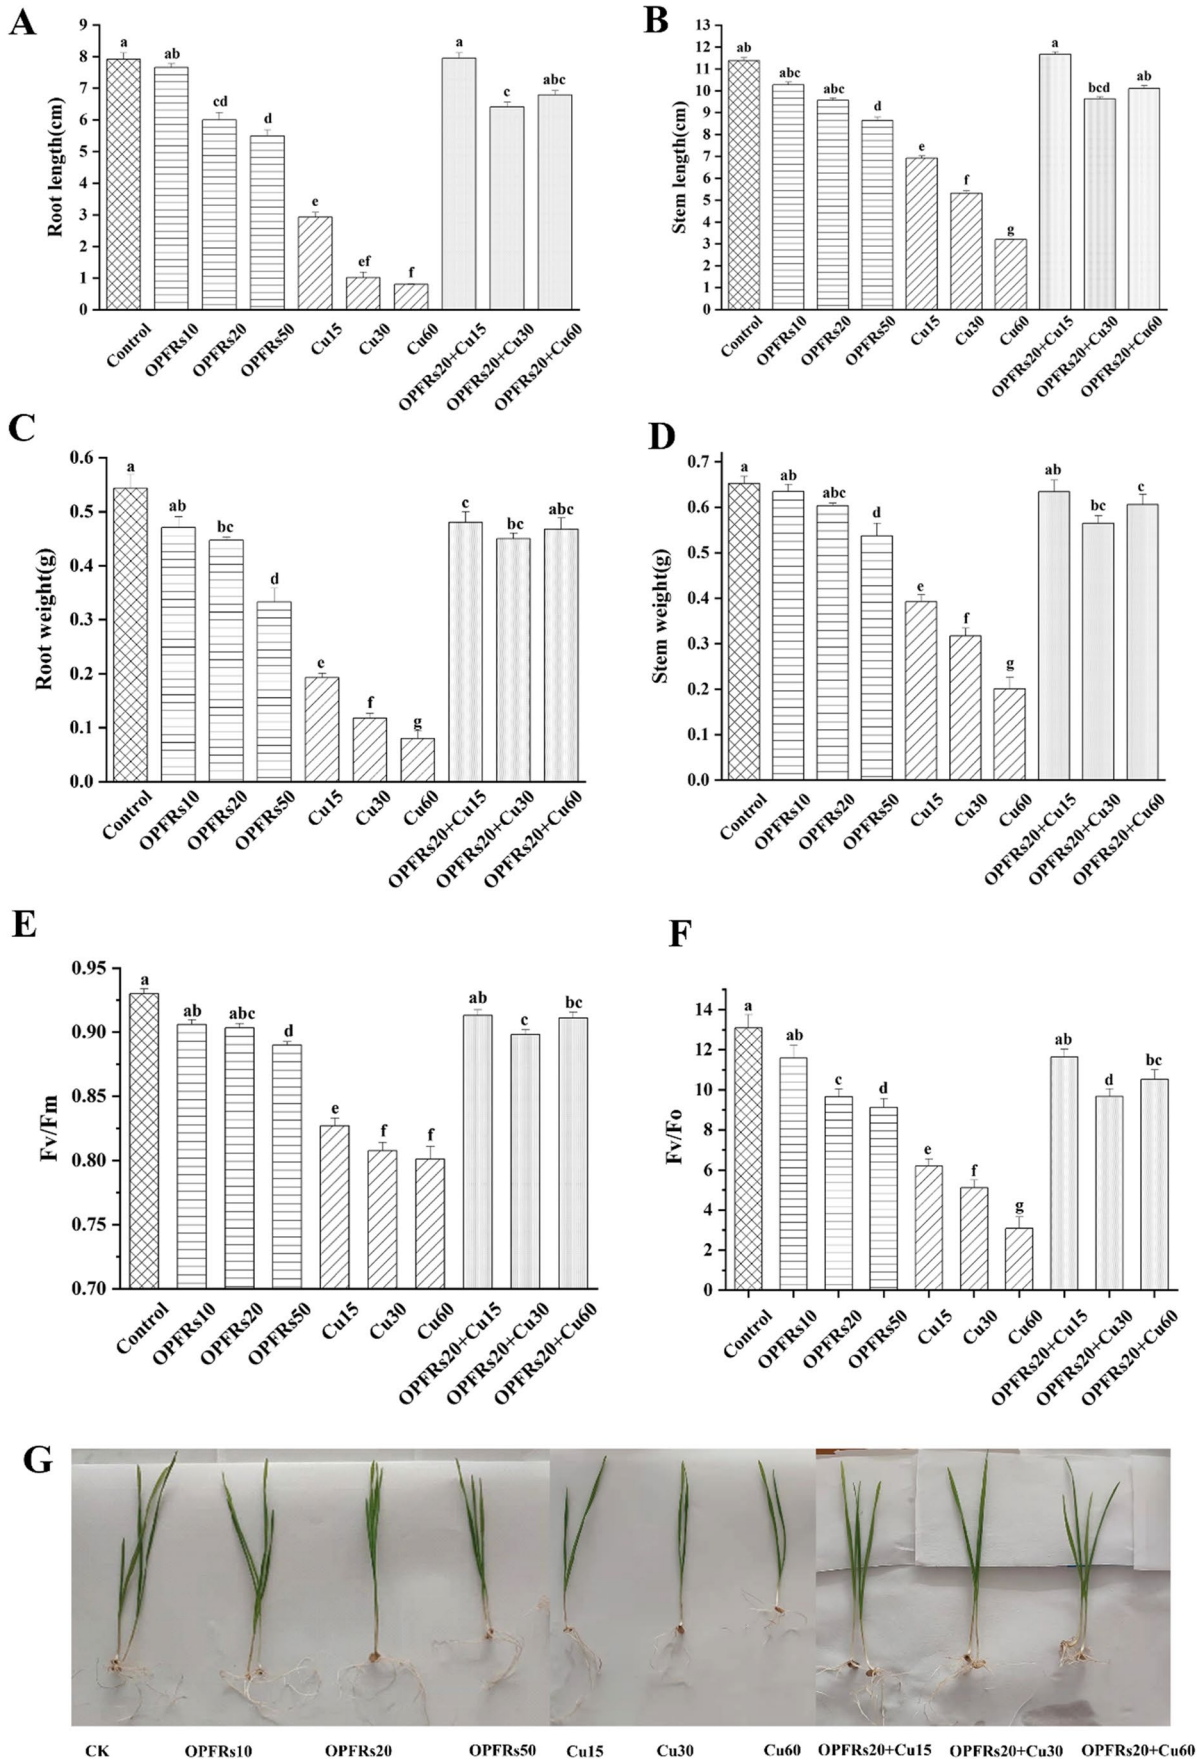 A
Root length(cm)
9
8
7
6
5
4
3
2
1
0
a
ab
cd
d
e
ef
f
a
c
abc
Control
OPFRs10
OPFRs20
OPFRs50
Cu15
Cu30
Cu60
OPFRs20+Cu15
OPFRs20+Cu30
OPFRs20+Cu60
B
Stem length(cm)
13
12
11
10
9
8
7
6
5
4
3
2
1
0
ab
abc
abc
d
e
f
g
a
bcd
ab
Control
OPFRs10
OPFRs20
OPFRs50
Cu15
Cu30
Cu60
OPFRs20+Cu15
OPFRs20+Cu30
OPFRs20+Cu60
C
Root weight(g)
0.6
0.5
0.4
0.3
0.2
0.1
0.0
a
ab
bc
d
e
f
g
c
bc
abc
Control
OPFRs10
OPFRs20
OPFRs50
Cu15
Cu30
Cu60
OPFRs20+Cu15
OPFRs20+Cu30
OPFRs20+Cu60
D
Stem weight(g)
0.7
0.6
0.5
0.4
0.3
0.2
0.1
0.0
a
ab
abc
d
e
f
g
ab
bc
c
Control
OPFRs10
OPFRs20
OPFRs50
Cu15
Cu30
Cu60
OPFRs20+Cu15
OPFRs20+Cu30
OPFRs20+Cu60
E
Fv/Fm
0.95
0.90
0.85
0.80
0.75
0.70
a
ab
abc
d
e
f
f
ab
c
bc
Control
OPFRs10
OPFRs20
OPFRs50
Cu15
Cu30
Cu60
OPFRs20+Cu15
OPFRs20+Cu30
OPFRs20+Cu60
F
Fv/Fo
14
12
10
8
6
4
2
0
a
ab
c
d
e
f
g
ab
d
bc
Control
OPFRs10
OPFRs20
OPFRs50
Cu15
Cu30
Cu60
OPFRs20+Cu15
OPFRs20+Cu30
OPFRs20+Cu60
G
CK OPFRs10 OPFRs20 OPFRs50 Cu15 Cu30 Cu60 OPFRs20+Cu15 OPFRs20+Cu30 OPFRs20+Cu60